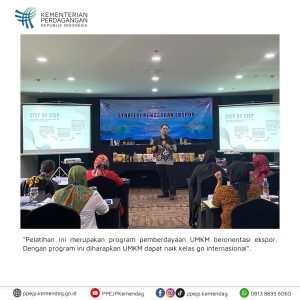 KEMENTERIAN
PERDAGANGAN
REPUBLIK INDONESIA
STRATEGI PEMASARAN EKSPOR
STEP BY STEP
STEP BY STEP
"Pelatihan ini merupakan program pemberdayaan UMKM berorientasi ekspor.
Dengan program ini diharapkan UMKM dapat naik kelas go internasional".
ppejp.kemendag.go.id
PPEJPKemendag
ppejp.kemendag
0813 8835 6060